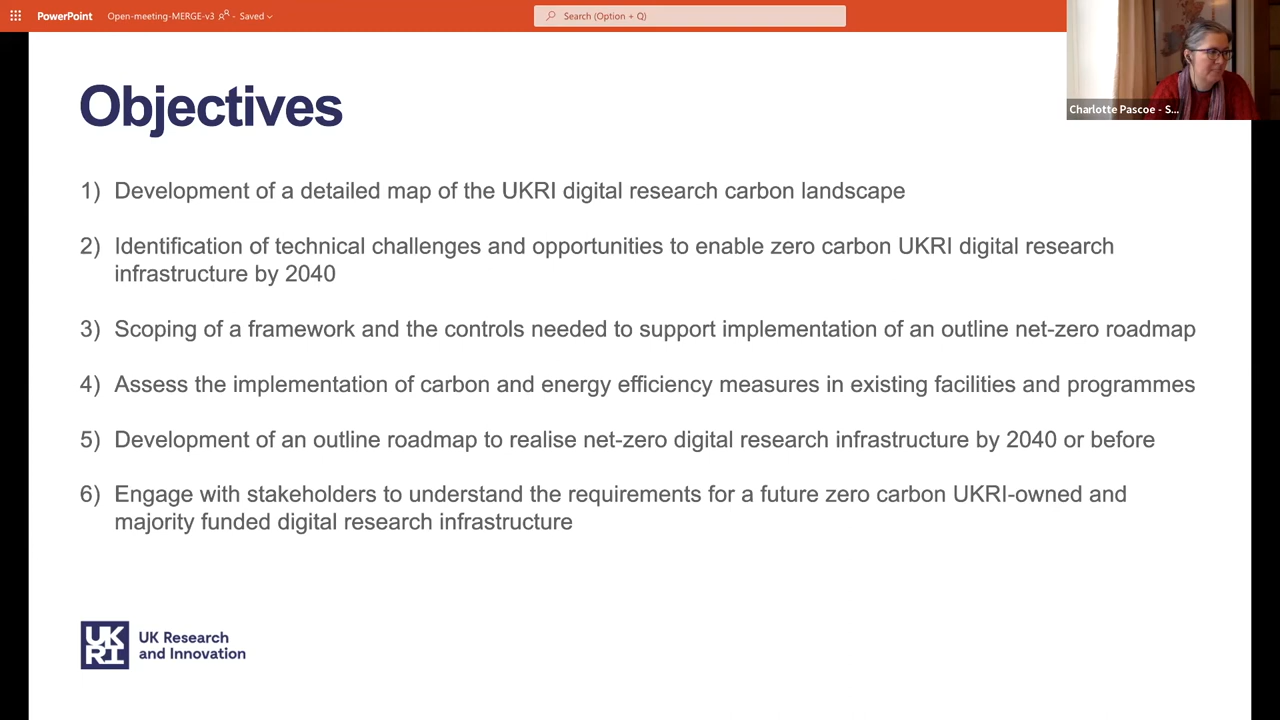 PowerPoint
Open-meeting-MERGE-v3 - Saved
Search (Option + Q)
Charlotte Pascoe - S...
Objectives
1) Development of a detailed map of the UKRI digital research carbon landscape
2) Identification of technical challenges and opportunities to enable zero carbon UKRI digital research
infrastructure by 2040
3) Scoping of a framework and the controls needed to support implementation of an outline net-zero roadmap
4) Assess the implementation of carbon and energy efficiency measures in existing facilities and programmes
5) Development of an outline roadmap to realise net-zero digital research infrastructure by 2040 or before
6) Engage with stakeholders to understand the requirements for a future zero carbon UKRI-owned and
majority funded digital research infrastructure
UK
RI
UK Research
and Innovation